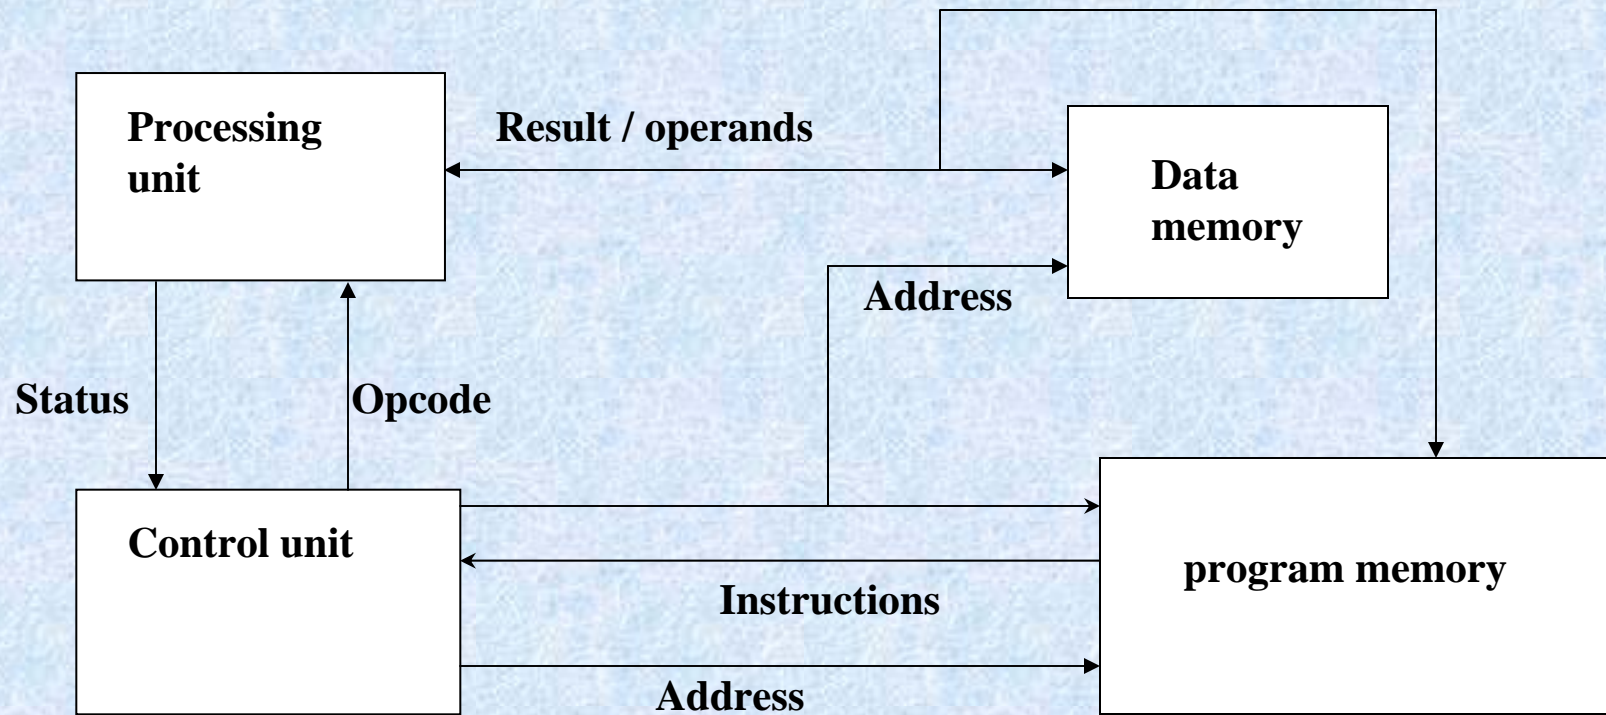 Processing
unit
Result / operands
Data
memory
Address
Status
Opcode
Control unit
program memory
Instructions
Address